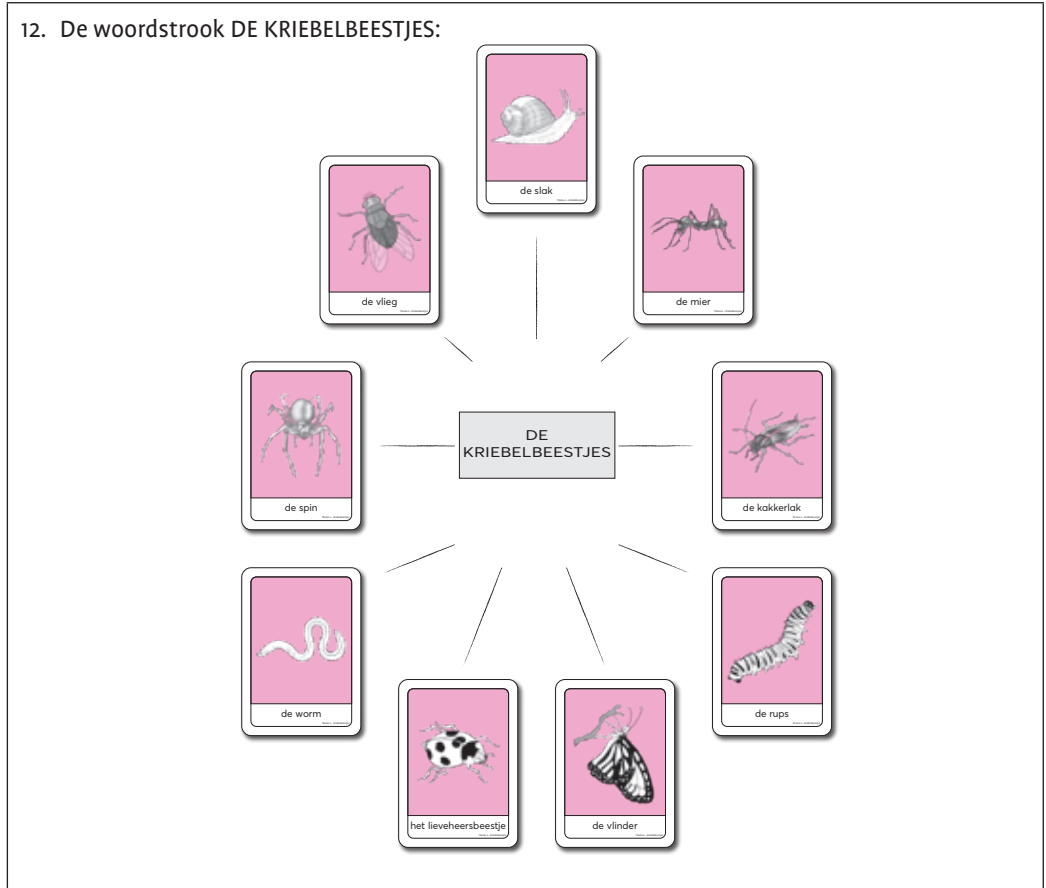 12. De woordstrook DE KRIEBELBEESTJES:
de slak
de vlieg
de mier
DE
KRIEBELBEESTJES
de spin
de kakkerlak
de worm
de rups
het lieveheersbeestje
de vlinder